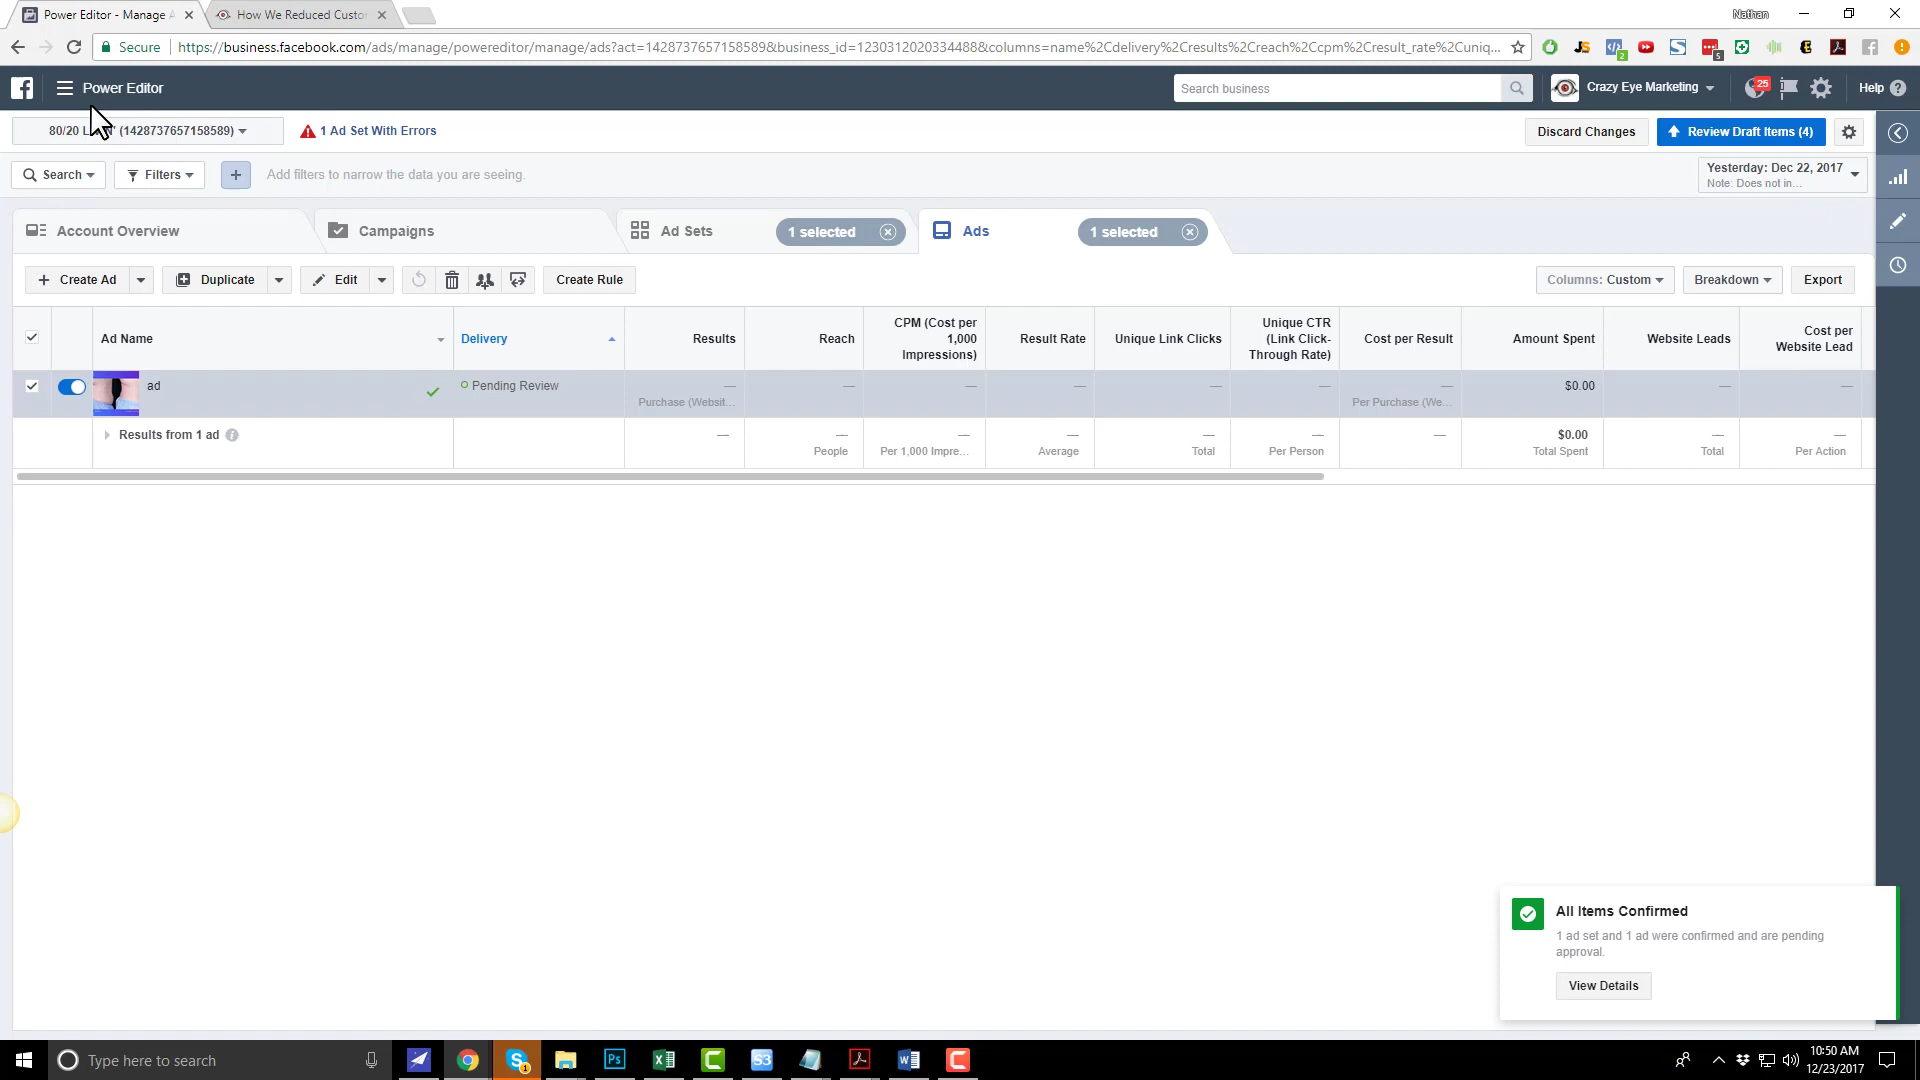 Power Editor - Manage A
How We Reduced Custo
Nathan
Secure
https://business.facebook.com/ads/manage/powereditor/manage/ads?act=1428737657158589&business_id=1230312020334488&columns=name%2Cdelivery%2Cresults%2Creach%2Ccpm%2Cresult_rate%2Cuniq...
Power Editor
Search business
Crazy Eye Marketing
25
Help
80/20 L (1428737657158589)
1 Ad Set With Errors
Discard Changes
Review Draft Items (4)
Search
Filters
Add filters to narrow the data you are seeing.
Yesterday: Dec 22, 2017
Note: Does not in...
Account Overview
Campaigns
Ad Sets
1 selected
Ads
1 selected
Create Ad
Duplicate
Edit
Create Rule
Columns: Custom
Breakdown
Export
Ad Name
Delivery
Results
Reach
CPM (Cost per 1,000 Impressions)
Result Rate
Unique Link Clicks
Unique CTR (Link Click-Through Rate)
Cost per Result
Amount Spent
Website Leads
Cost per Website Lead
ad
Pending Review
—
—
—
—
—
—
—
$0.00
—
—
Purchase (Websit...
Per Purchase (We...
Results from 1 ad
—
—
—
—
—
—
—
$0.00
—
—
People
Per 1,000 Impre...
Average
Total
Per Person
Total Spent
Total
Per Action
All Items Confirmed
1 ad set and 1 ad were confirmed and are pending
approval.
View Details
Type here to search
10:50 AM
12/23/2017